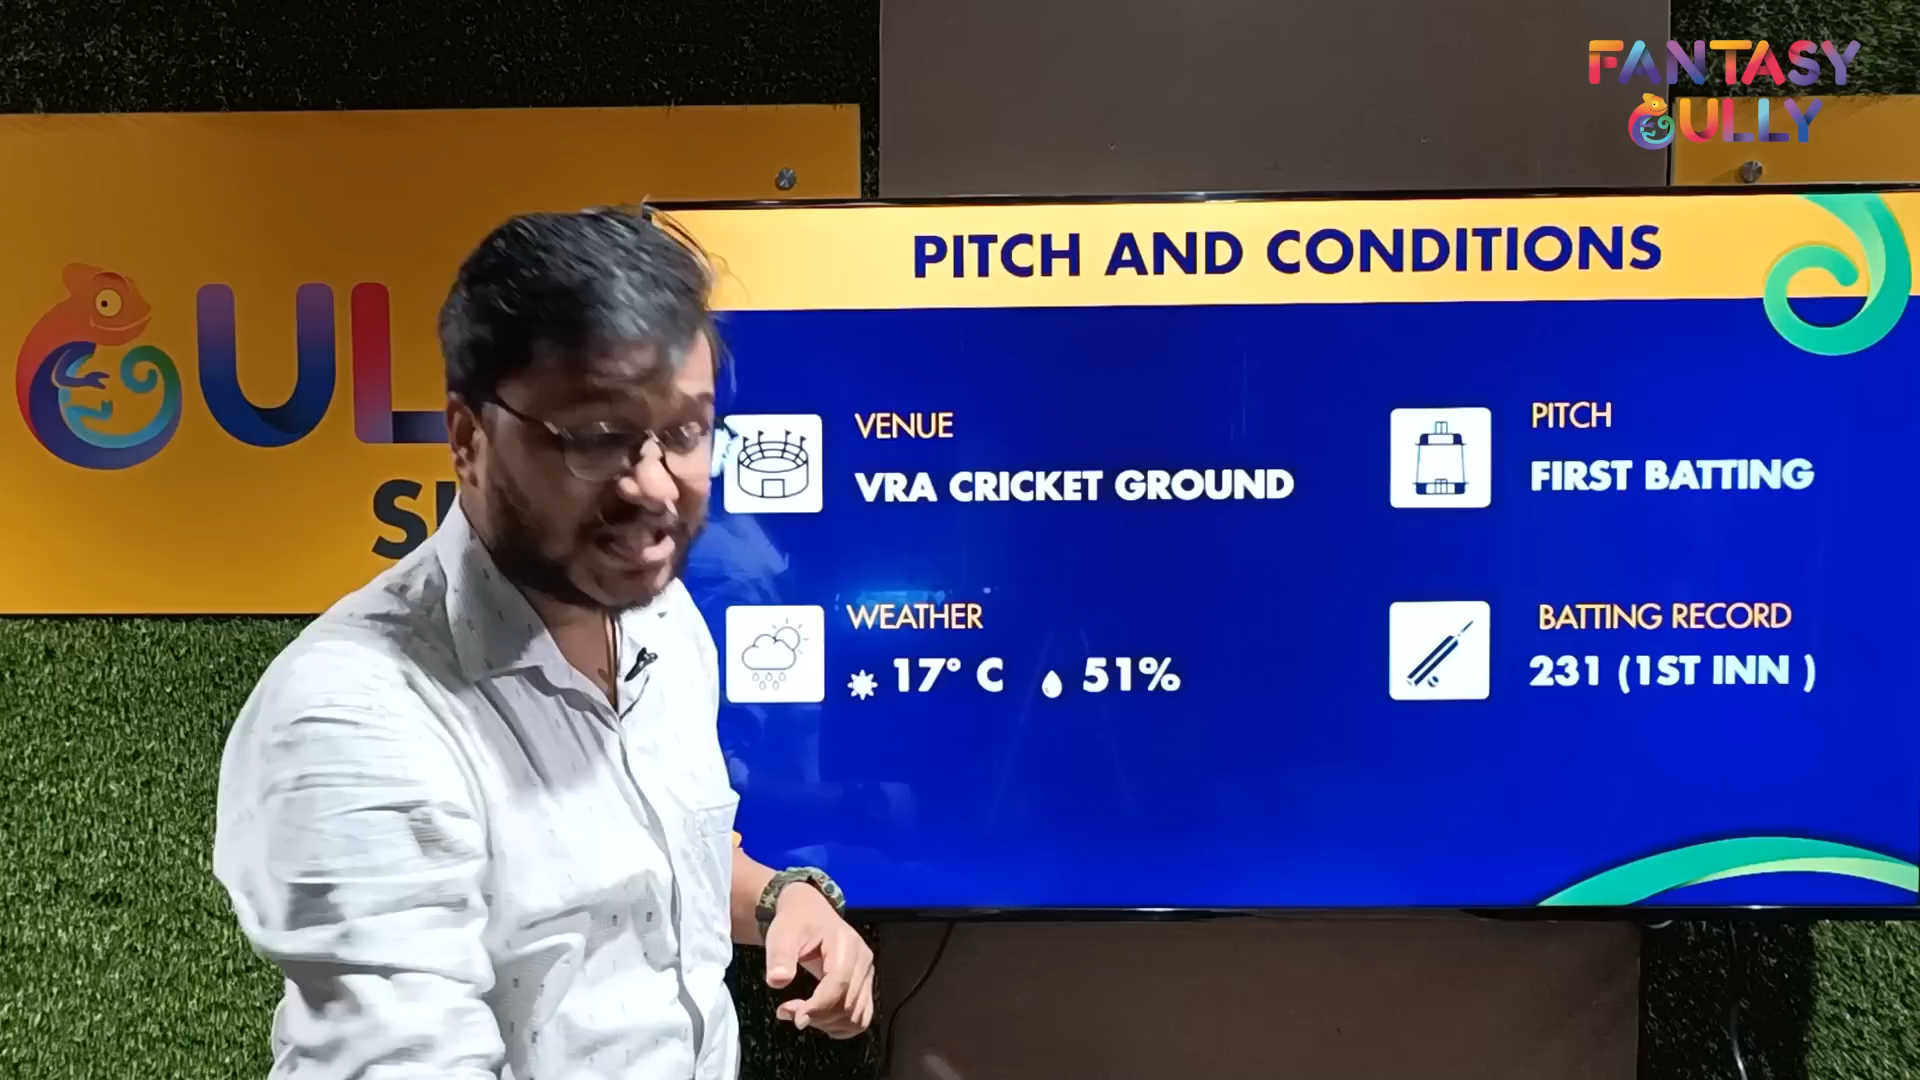 FANTASY
GULLY
PITCH AND CONDITIONS
UL
VENUE
VRA CRICKET GROUND
PITCH
FIRST BATTING
WEATHER
17° C 51%
BATTING RECORD
231 (1ST INN )